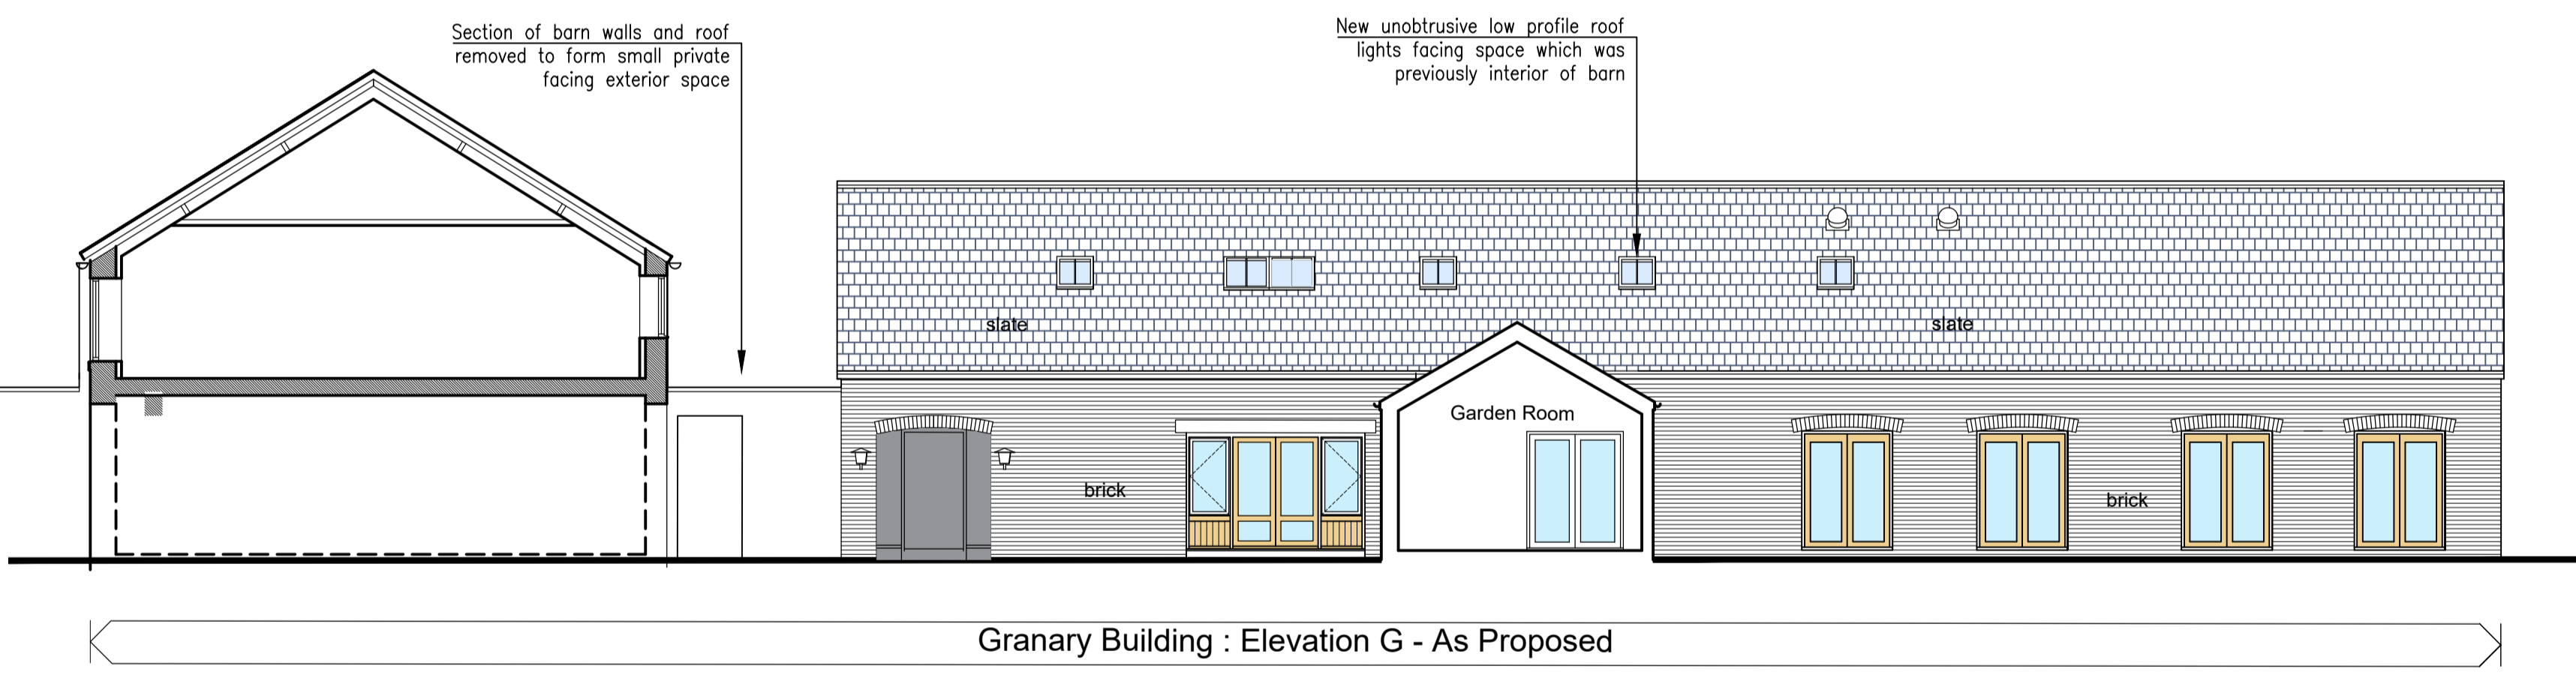 Section of barn walls and roof
removed to form small private
facing exterior space
New unobtrusive low profile roof
lights facing space which was
previously interior of barn
slate
slate
Garden Room
brick
brick
Granary Building : Elevation G - As Proposed